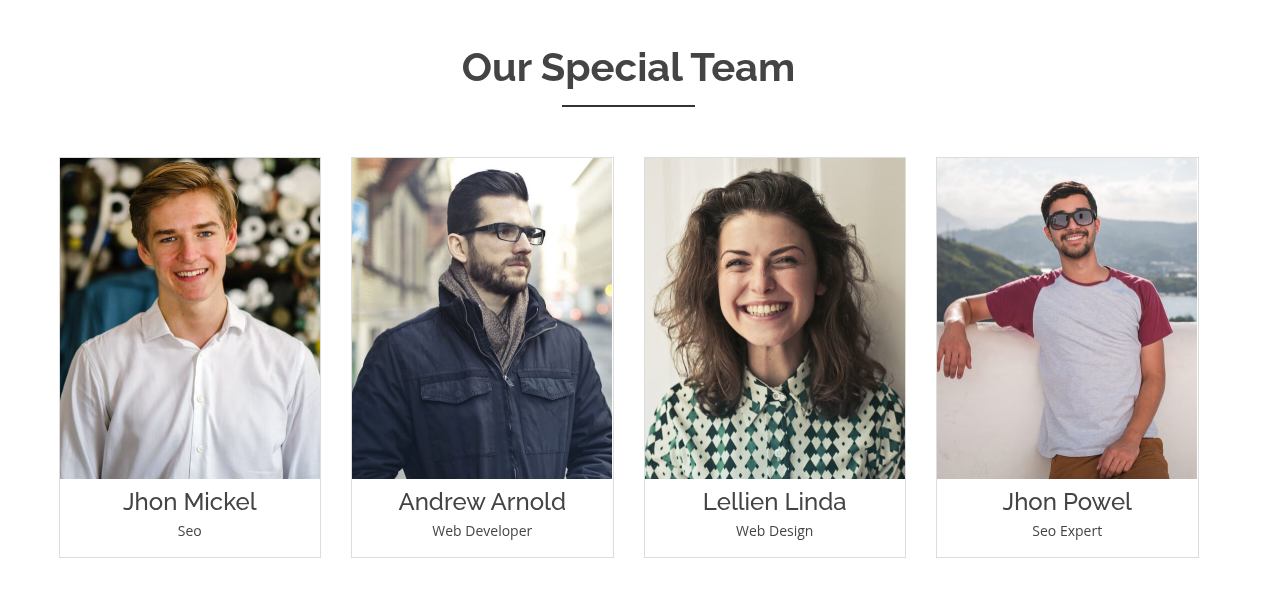 Our Special Team
Jhon Mickel
Seo
Andrew Arnold
Web Developer
Lellien Linda
Web Design
Jhon Powel
Seo Expert